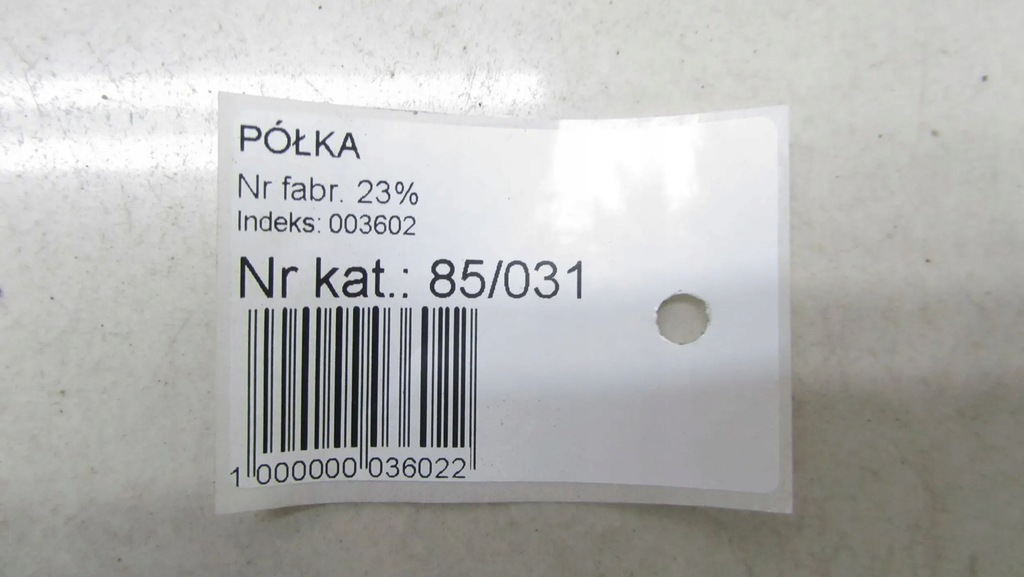 PÓŁKA
Nr fabr. 23%
Indeks: 003602
Nr kat.: 85/031
1 000000 036022